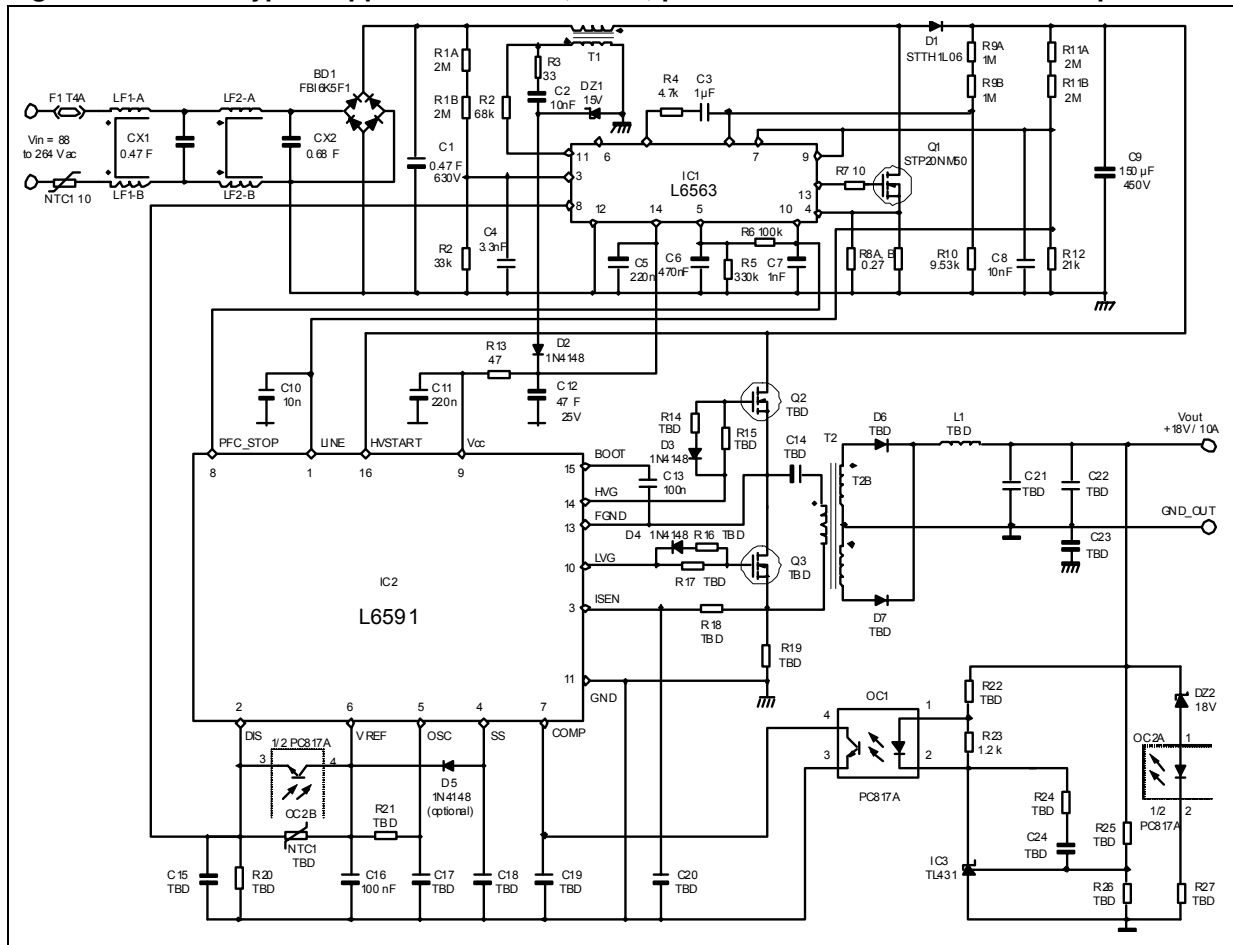 F1 T4A
LF1-A
LF2-A
BD1
FBI6K5F1
Vin = 88
to 264 Vac
CX1
0.47 F
CX2
0.68 F
NTC1 10
LF1-B
LF2-B
C1
0.47 F
630V
R1A
2M
R1B
2M
R2
68k
R3
33
C2
10nF
T1
DZ1
15V
R4
4.7k
C3
1µF
D1
STTH1L06
R9A
1M
R9B
1M
R11A
2M
R11B
2M
11
6
7
9
3
8
IC1
L6563
13
4
12
14
5
10
R7 10
Q1
STP20NM50
C9
150 µF
450V
R2
33k
C4
3.3nF
C5
220n
C6
470nF
R6 100k
R5
330k
C7
1nF
R8A, B
0.27
R10
9.53k
C8
10nF
R12
21k
C10
10n
C11
220n
R13
47
D2
1N4148
C12
47 F
25V
PFC_STOP
LINE
HVSTART
Vcc
8
1
16
9
15
BOOT
14
HVG
13
FGND
10
LVG
3
ISEN
11
GND
IC2
L6591
C13
100n
R14
TBD
D3
1N4148
R15
TBD
Q2
TBD
C14
TBD
T2
T2B
D6
TBD
L1
TBD
Vout
+18V / 10A
C21
TBD
C22
TBD
GND_OUT
C23
TBD
D4
1N4148
R16 TBD
R17 TBD
Q3
TBD
D7
TBD
R18
TBD
R19
TBD
2
6
5
4
7
DIS
VREF
OSC
SS
COMP
1/2 PC817A
3
4
OC2B
NTC1
TBD
R21
TBD
D5
1N4148
(optional)
C15
TBD
R20
TBD
C16
100 nF
C17
TBD
C18
TBD
C19
TBD
C20
TBD
OC1
4
3
1
2
PC817A
R22
TBD
R23
1.2k
R24
TBD
C24
TBD
IC3
TL431
R25
TBD
R26
TBD
DZ2
18V
OC2A
1
2
1/2
PC817A
R27
TBD